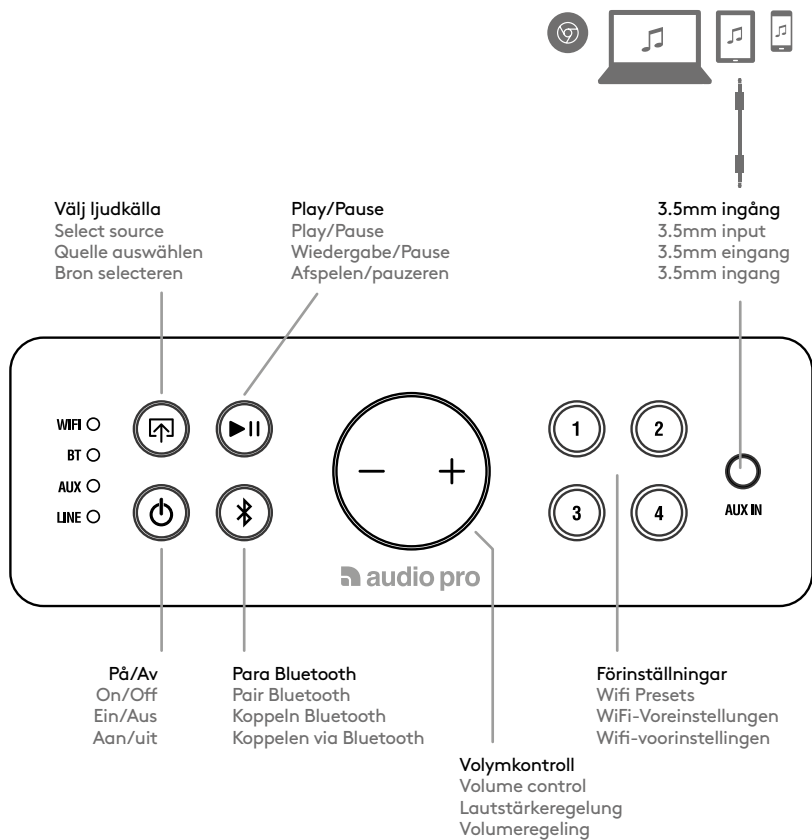 Välj ljudkälla
Select source
Quelle auswählen
Bron selecteren
Play/Pause
Play/Pause
Wiedergabe/Pause
Afspelen/pauzeren
3.5mm ingång
3.5mm input
3.5mm eingang
3.5mm ingang
WIFI
BT
AUX
LINE
1
2
3
4
AUX IN
audio pro
På/Av
On/Off
Ein/Aus
Aan/uit
Para Bluetooth
Pair Bluetooth
Koppeln Bluetooth
Koppelen via Bluetooth
Volymkontroll
Volume control
Lautstärkeregelung
Volumeregeling
Förinställningar
Wifi Presets
WiFi-Voreinstellungen
Wifi-voorinstellingen